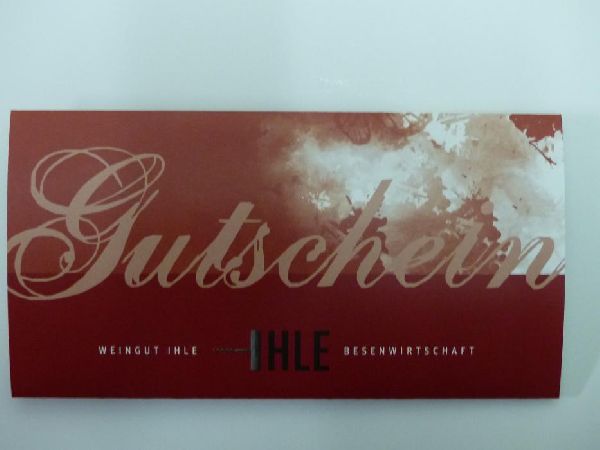 Gutschein
WEINGUT IHLE IHLE BESENWIRTSCHAFT